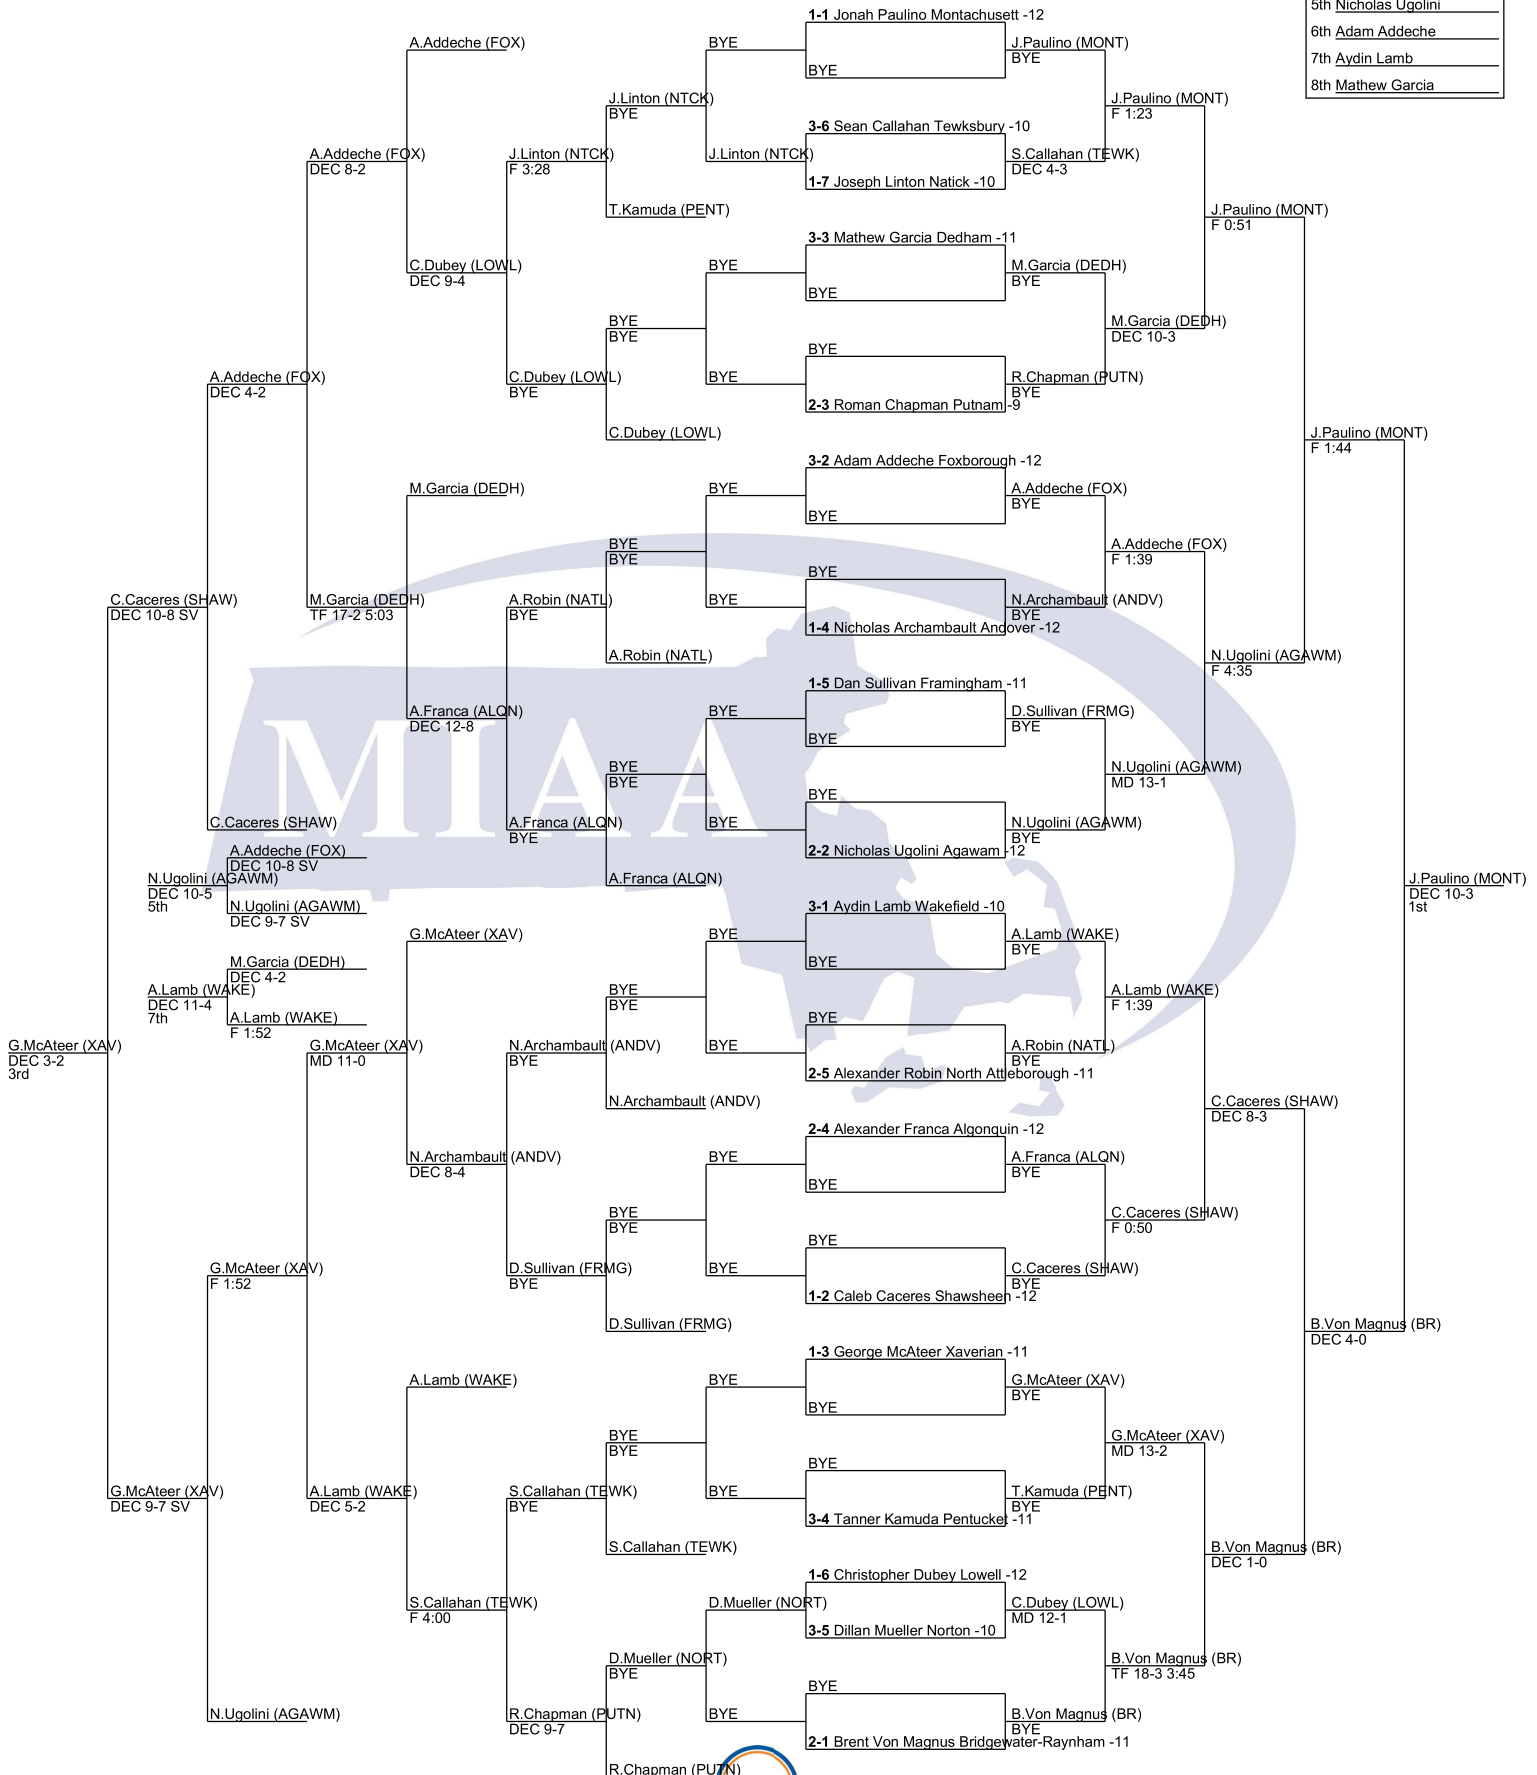 5th Nicholas Ugolini
6th Adam Addeche
7th Aydin Lamb
8th Mathew Garcia
1-1 Jonah Paulino Montachusett -12
A.Addeche (FOX)
BYE
J.Paulino (MONT)
BYE
BYE
J.Linton (NTCK)
BYE
J.Paulino (MONT)
F 1:23
3-6 Sean Callahan Tewksbury -10
A.Addeche (FOX)
DEC 8-2
J.Linton (NTCK)
F 3:28
J.Linton (NTCK)
S.Callahan (TEWK)
DEC 4-3
1-7 Joseph Linton Natick -10
T.Kamuda (PENT)
J.Paulino (MONT)
F 0:51
3-3 Mathew Garcia Dedham -11
C.Dubey (LOWL)
DEC 9-4
BYE
M.Garcia (DEDH)
BYE
BYE
BYE
BYE
M.Garcia (DEDH)
DEC 10-3
BYE
A.Addeche (FOX)
DEC 4-2
C.Dubey (LOWL)
BYE
BYE
R.Chapman (PUTN)
BYE
2-3 Roman Chapman Putnam -9
C.Dubey (LOWL)
J.Paulino (MONT)
F 1:44
3-2 Adam Addeche Foxborough -12
M.Garcia (DEDH)
BYE
A.Addeche (FOX)
BYE
BYE
BYE
BYE
A.Addeche (FOX)
F 1:39
BYE
C.Caceres (SHAW)
DEC 10-8 SV
M.Garcia (DEDH)
TF 17-2 5:03
A.Robin (NATL)
BYE
BYE
N.Archambault (ANDV)
BYE
1-4 Nicholas Archambault Andover -12
A.Robin (NATL)
N.Ugolini (AGAWM)
F 4:35
1-5 Dan Sullivan Framingham -11
A.Franca (ALQN)
DEC 12-8
BYE
D.Sullivan (FRMG)
BYE
MIAA
BYE
BYE
BYE
N.Ugolini (AGAWM)
MD 13-1
BYE
C.Caceres (SHAW)
A.Franca (ALQN)
BYE
BYE
N.Ugolini (AGAWM)
BYE
2-2 Nicholas Ugolini Agawam -12
A.Addeche (FOX)
DEC 10-8 SV
N.Ugolini (AGAWM)
DEC 10-5
5th
A.Franca (ALQN)
J.Paulino (MONT)
DEC 10-3
1st
N.Ugolini (AGAWM)
DEC 9-7 SV
3-1 Aydin Lamb Wakefield -10
G.McAteer (XAV)
BYE
A.Lamb (WAKE)
BYE
M.Garcia (DEDH)
DEC 4-2
BYE
A.Lamb (WAKE)
DEC 11-4
7th
BYE
BYE
A.Lamb (WAKE)
F 1:39
A.Lamb (WAKE)
F 1:52
BYE
G.McAteer (XAV)
DEC 3-2
3rd
G.McAteer (XAV)
MD 11-0
N.Archambault (ANDV)
BYE
BYE
A.Robin (NATL)
BYE
2-5 Alexander Robin North Attleborough -11
N.Archambault (ANDV)
C.Caceres (SHAW)
DEC 8-3
2-4 Alexander Franca Algonquin -12
N.Archambault (ANDV)
DEC 8-4
BYE
A.Franca (ALQN)
BYE
BYE
BYE
BYE
C.Caceres (SHAW)
F 0:50
BYE
G.McAteer (XAV)
F 1:52
D.Sullivan (FRMG)
BYE
BYE
C.Caceres (SHAW)
BYE
1-2 Caleb Caceres Shawsheen -12
D.Sullivan (FRMG)
B.Von Magnus (BR)
DEC 4-0
1-3 George McAteer Xaverian -11
A.Lamb (WAKE)
BYE
G.McAteer (XAV)
BYE
BYE
BYE
BYE
G.McAteer (XAV)
MD 13-2
BYE
G.McAteer (XAV)
DEC 9-7 SV
A.Lamb (WAKE)
DEC 5-2
S.Callahan (TEWK)
BYE
BYE
T.Kamuda (PENT)
BYE
3-4 Tanner Kamuda Pentucket -11
S.Callahan (TEWK)
B.Von Magnus (BR)
DEC 1-0
1-6 Christopher Dubey Lowell -12
S.Callahan (TEWK)
F 4:00
D.Mueller (NORT)
C.Dubey (LOWL)
MD 12-1
3-5 Dillan Mueller Norton -10
D.Mueller (NORT)
BYE
B.Von Magnus (BR)
TF 18-3 3:45
BYE
N.Ugolini (AGAWM)
R.Chapman (PUTN)
DEC 9-7
BYE
B.Von Magnus (BR)
BYE
2-1 Brent Von Magnus Bridgewater-Raynham -11
R.Chapman (PUTN)